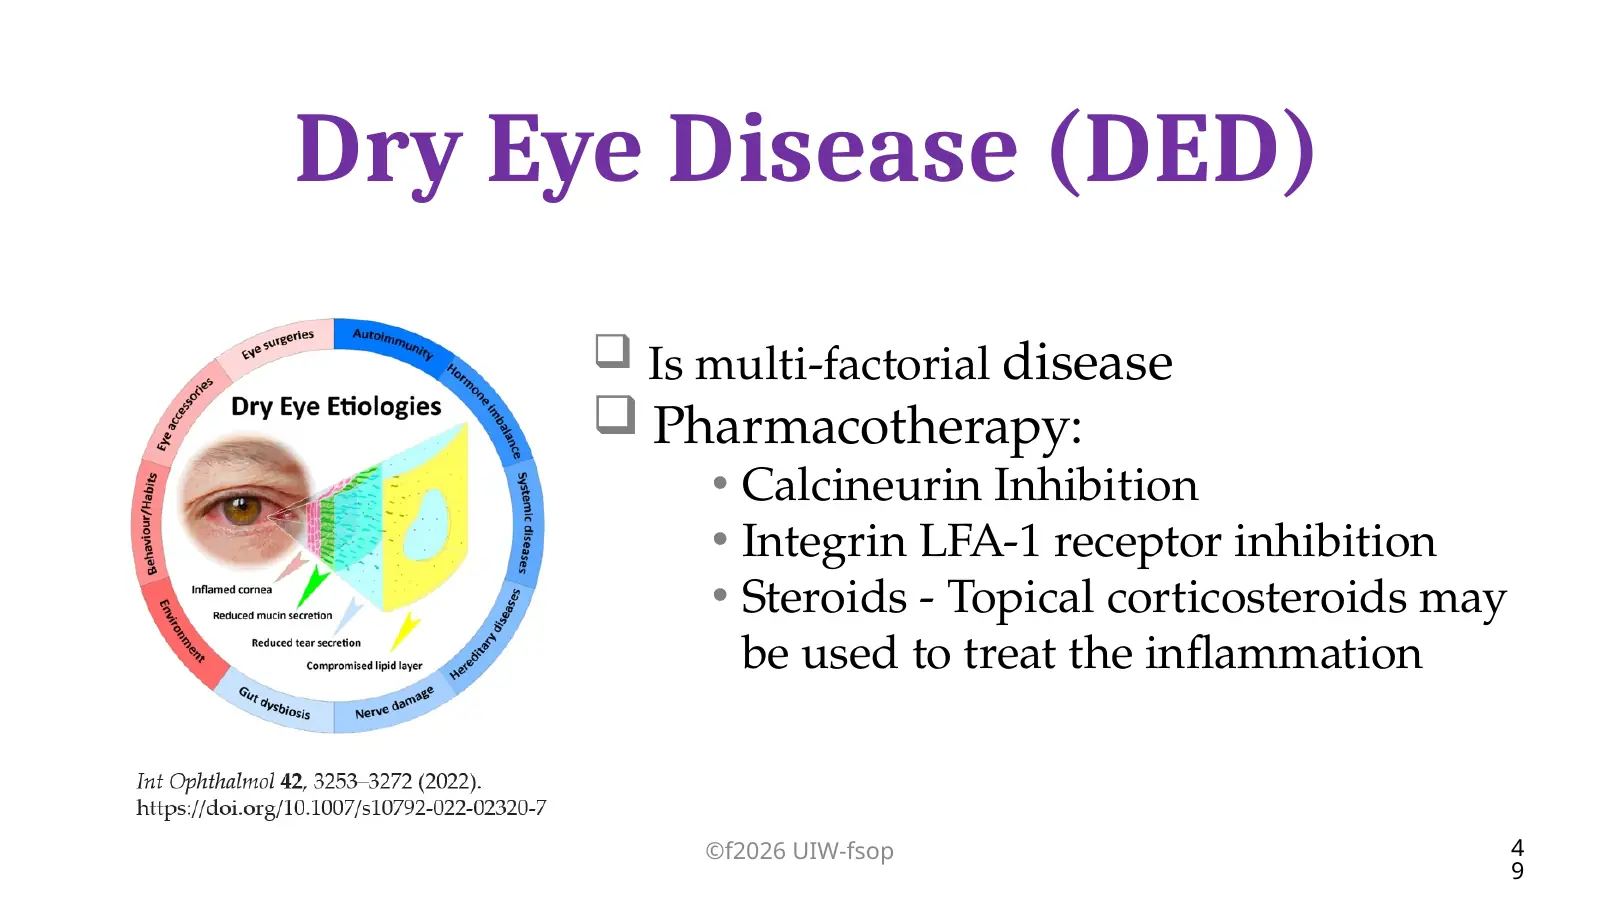 Dry Eye Disease (DED)
Eye surgeries
Autoimmunity
Hormone imbalance
Systemic diseases
Hereditary diseases
Nerve damage
Gut dysbiosis
Environment
Behaviour/Habits
Eye accessories
Dry Eye Etiologies
Inflamed cornea
Reduced mucin secretion
Reduced tear secretion
Compromised lipid layer
Int Ophthalmol 42, 3253–3272 (2022).
https://doi.org/10.1007/s10792-022-02320-7
Is multi-factorial disease
Pharmacotherapy:
• Calcineurin Inhibition
• Integrin LFA-1 receptor inhibition
• Steroids - Topical corticosteroids may
be used to treat the inflammation
©f2026 UIW-fsop
4
9